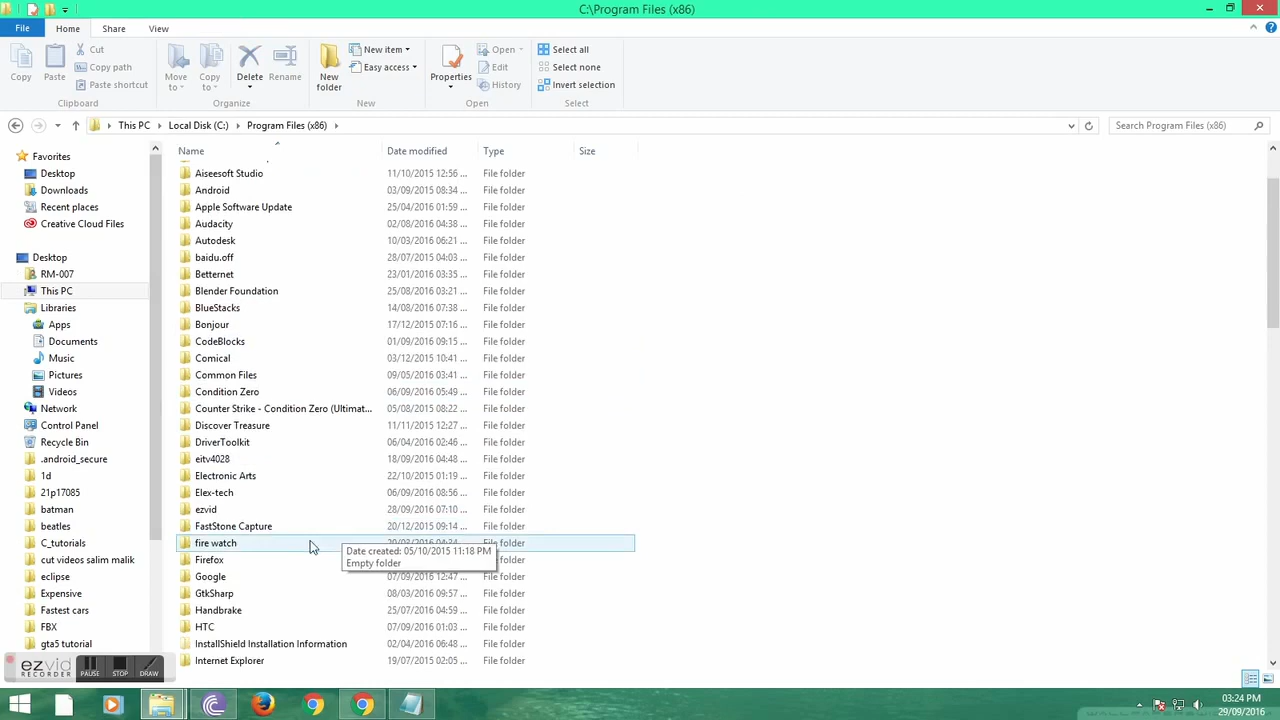 C:\Program Files (x86)
File Home Share View
Copy Paste Cut
Copy path
Paste shortcut
Clipboard
Move to Copy to Delete Rename
Organize
New folder New item
Easy access
New
Properties Open
Edit
History
Open
Select all
Select none
Invert selection
Select
This PC Local Disk (C:) Program Files (x86)
Search Program Files (x86)
Favorites
Desktop
Downloads
Recent places
Creative Cloud Files
Desktop
RM-007
This PC
Libraries
Apps
Documents
Music
Pictures
Videos
Network
Control Panel
Recycle Bin
.android_secure
1d
21p17085
batman
beatles
C_tutorials
cut videos salim malik
eclipse
Expensive
Fastest cars
FBX
gta5 tutorial
Name Date modified Type Size
Aiseesoft Studio 11/10/2015 12:56 ... File folder
Android 03/09/2015 08:34 ... File folder
Apple Software Update 25/04/2016 01:59 ... File folder
Audacity 02/08/2016 04:38 ... File folder
Autodesk 10/03/2016 06:21 ... File folder
baidu.off 28/07/2015 04:03 ... File folder
Betternet 23/01/2016 03:35 ... File folder
Blender Foundation 25/08/2016 03:21 ... File folder
BlueStacks 14/08/2016 07:38 ... File folder
Bonjour 17/12/2015 07:16 ... File folder
CodeBlocks 01/09/2016 09:15 ... File folder
Comical 03/12/2015 10:41 ... File folder
Common Files 09/05/2016 03:41 ... File folder
Condition Zero 06/09/2016 05:49 ... File folder
Counter Strike - Condition Zero (Ultimat... 05/08/2015 08:22 ... File folder
Discover Treasure 11/11/2015 12:27 ... File folder
DriverToolkit 06/04/2016 02:46 ... File folder
eitv4028 18/09/2016 04:48 ... File folder
Electronic Arts 22/10/2015 01:19 ... File folder
Elex-tech 06/09/2016 08:56 ... File folder
ezvid 28/09/2016 07:10 ... File folder
FastStone Capture 20/12/2015 09:14 ... File folder
fire watch File folder
Date created: 05/10/2015 11:18 PM
Empty folder
Firefox File folder
Google 07/09/2016 12:47 ... File folder
GtkSharp 08/03/2016 09:57 ... File folder
Handbrake 25/07/2016 04:59 ... File folder
HTC 07/09/2016 01:03 ... File folder
InstallShield Installation Information 02/04/2016 06:48 ... File folder
Internet Explorer 19/07/2015 02:05 ... File folder
ezvid
RECORDER
PAUSE STOP DRAW
03:24 PM
29/09/2016